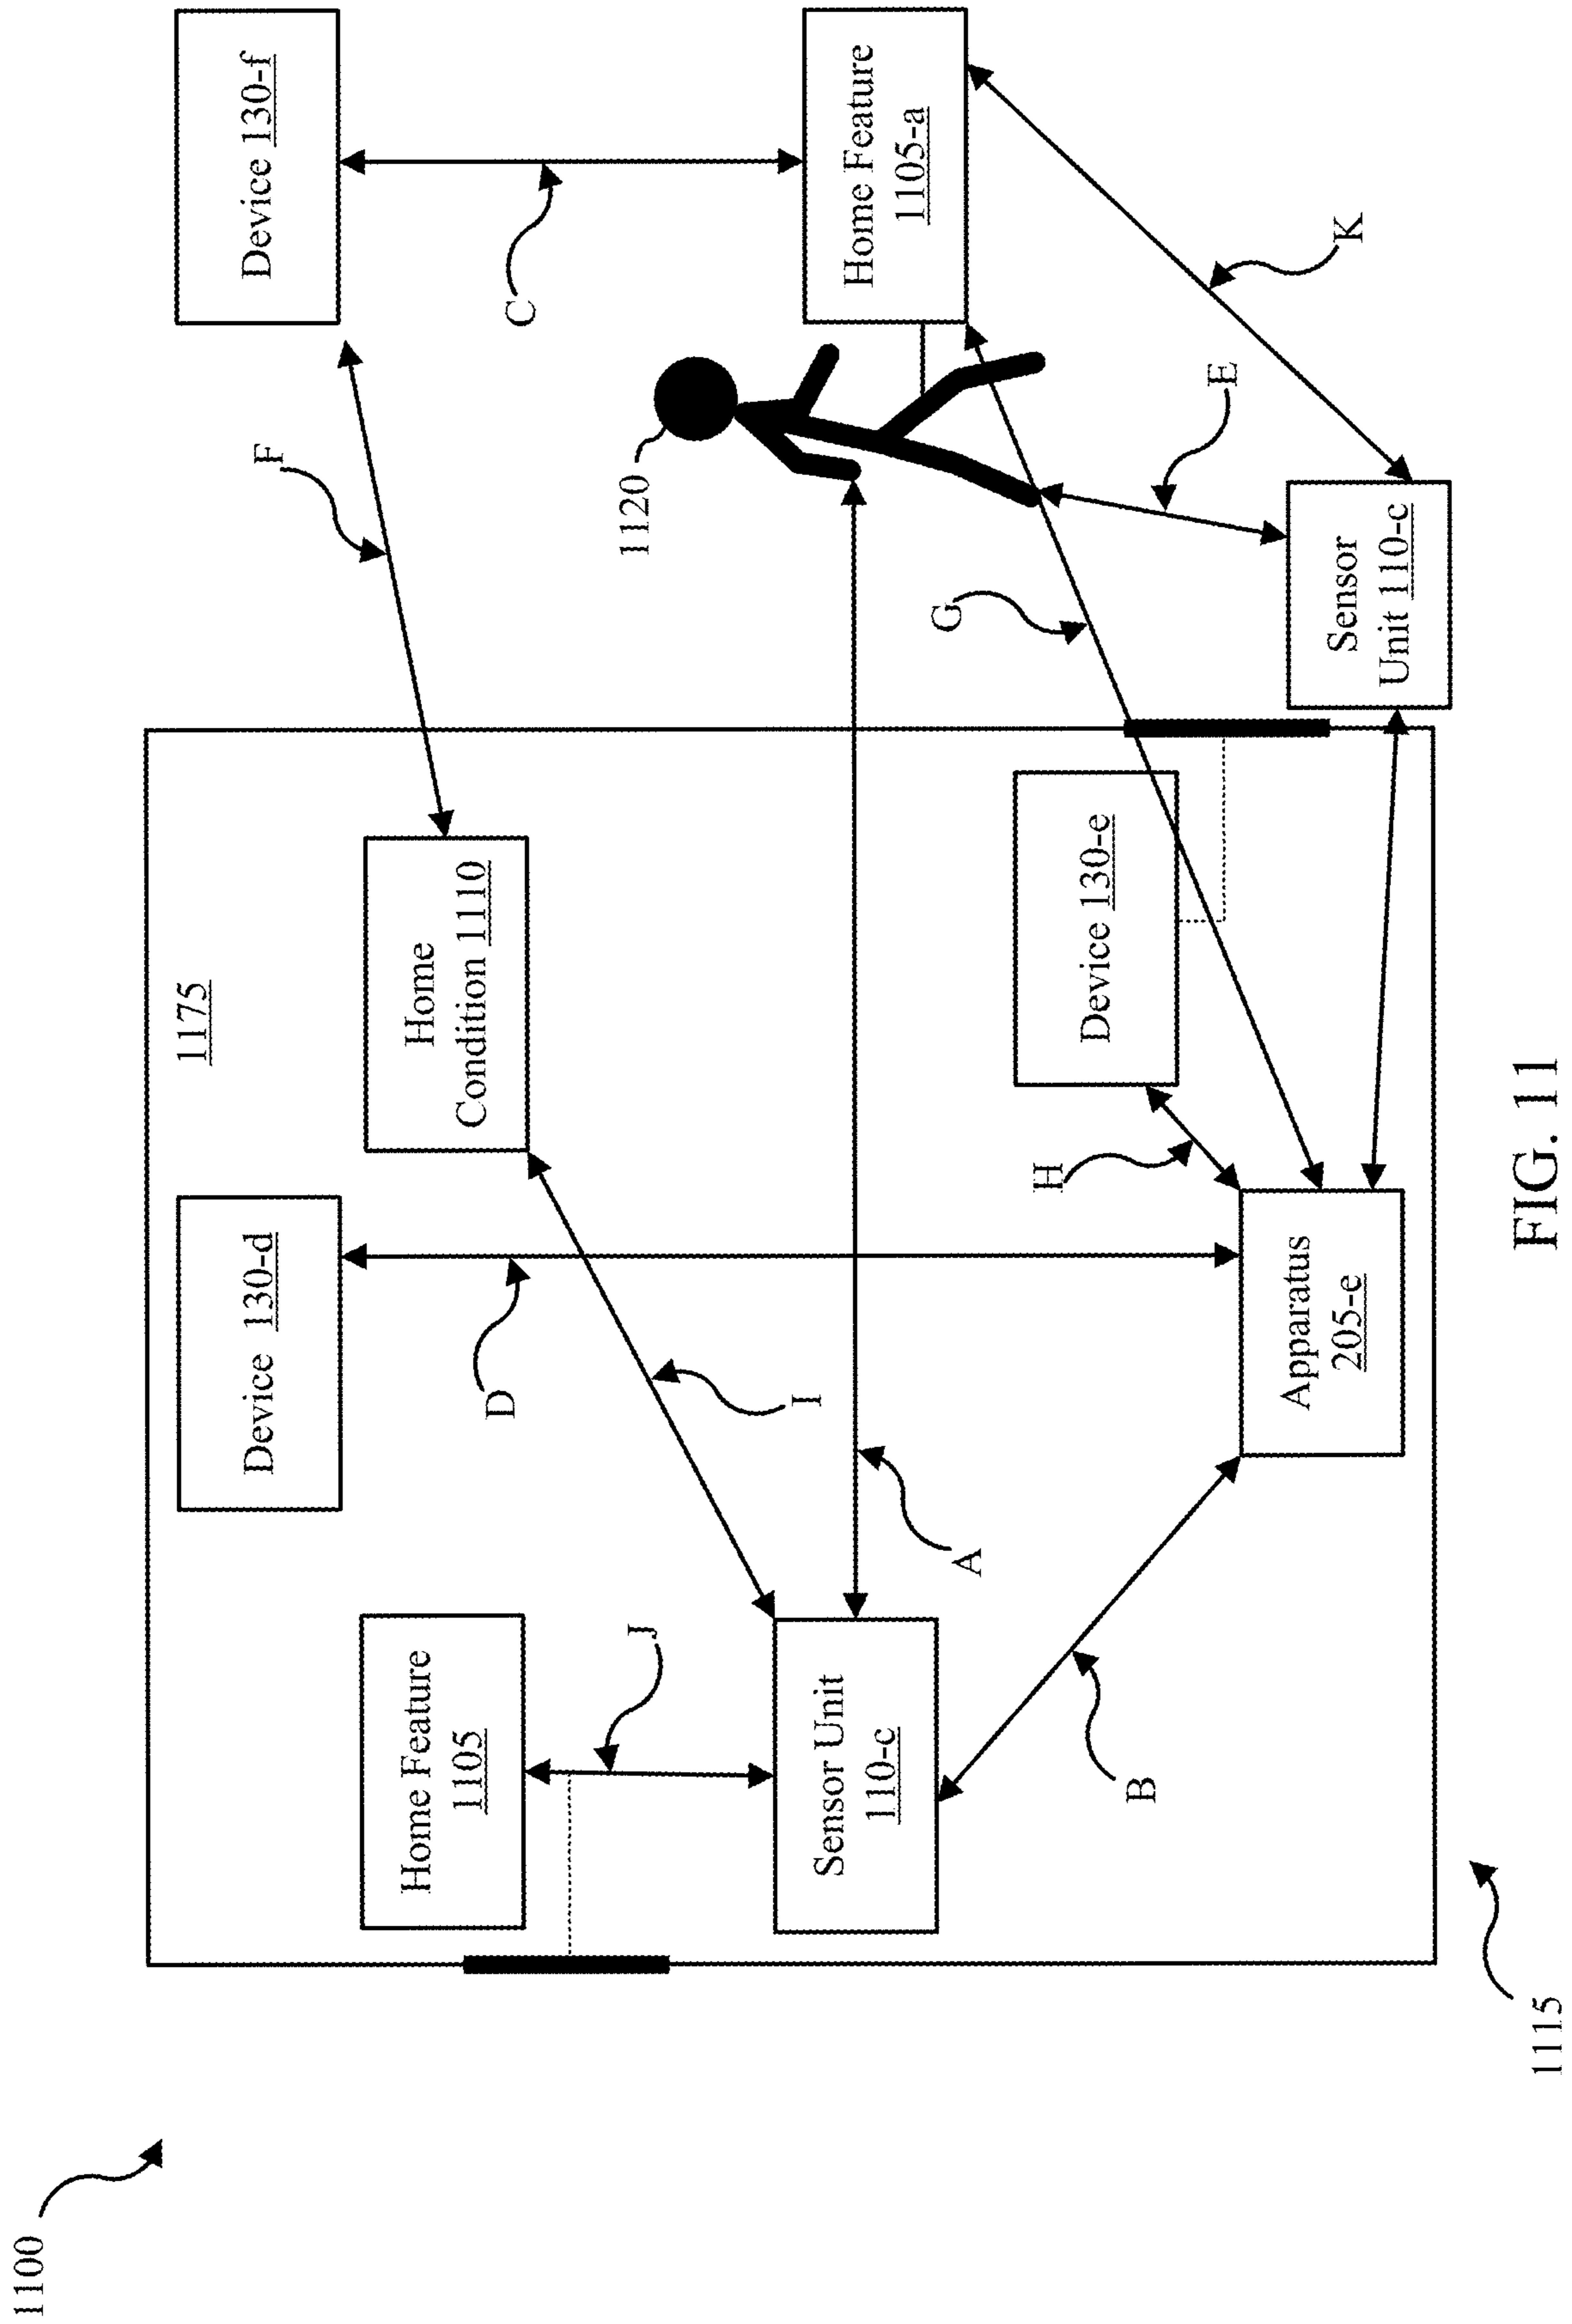 1100
1115
1175
Home Feature
1105
J
Sensor Unit
110-c
B
A
I
D
Device 130-d
Home
Condition 1110
Apparatus
205-e
H
Device 130-e
F
G
1120
Sensor
Unit 110-c
E
K
C
Device 130-f
Home Feature
1105-a
FIG. 11